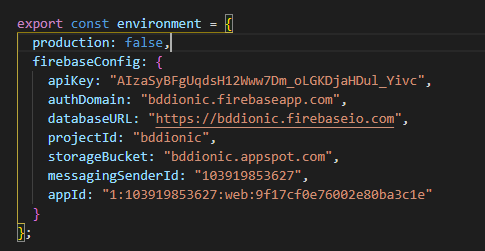 export const environment = {
production: false,
firebaseConfig: {
apiKey: "AIzaSyBFgUqdsH12Www7Dm_oLGKDjaHDul_Yivc",
authDomain: "bddionic.firebaseapp.com",
databaseURL: "https://bddionic.firebaseio.com",
projectId: "bddionic",
storageBucket: "bddionic.appspot.com",
messagingSenderId: "103919853627",
appId: "1:103919853627:web:9f17cf0e76002e80ba3c1e"
}
};